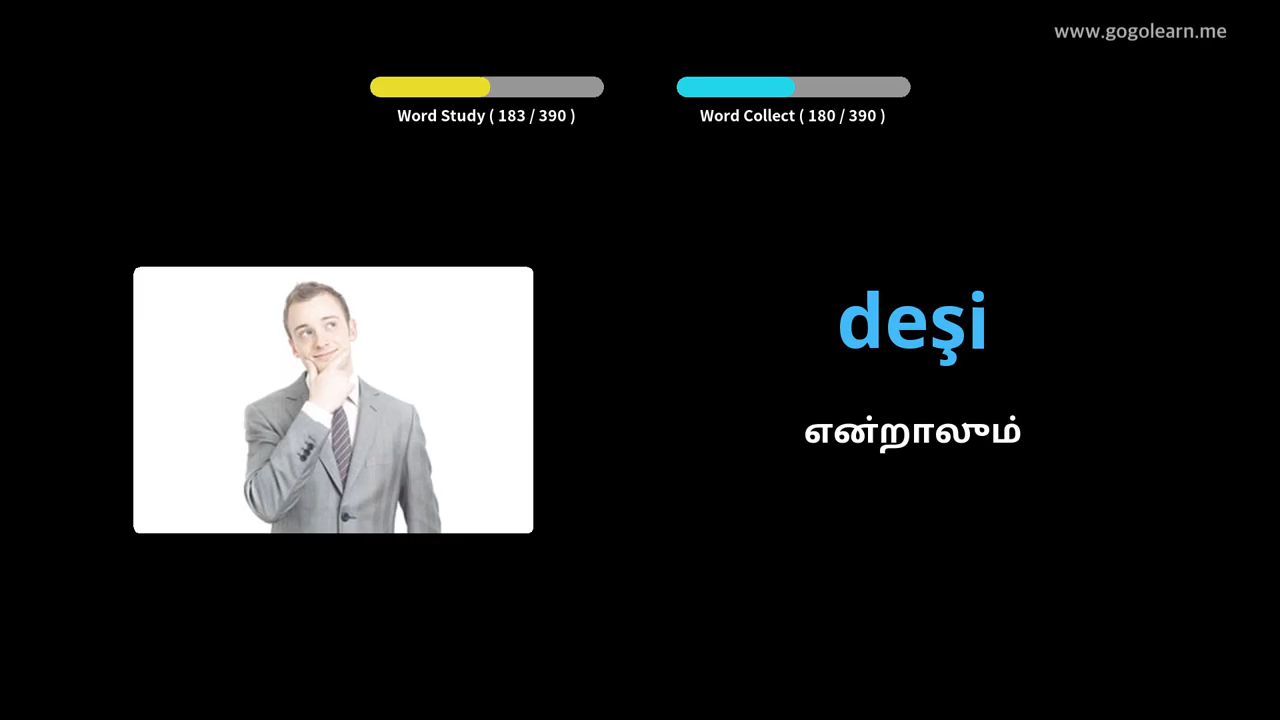 www.gogolearn.me
Word Study ( 183 / 390 )
Word Collect ( 180 / 390 )
deşi
என்றாலும்